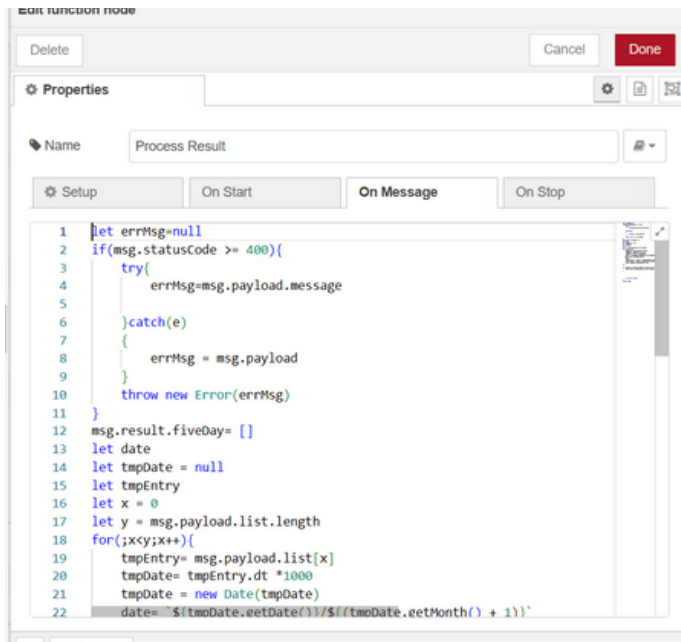 Edit function node
Delete
Cancel
Done
Properties
Name
Process Result
Setup
On Start
On Message
On Stop
1 let errMsg=null
2 if(msg.statusCode >= 400){
3 try{
4 errMsg=msg.payload.message
5
6 }catch(e)
7 {
8 errMsg = msg.payload
9 }
10 throw new Error(errMsg)
11 }
12 msg.result.fiveDay= []
13 let date
14 let tmpDate = null
15 let tmpEntry
16 let x = 0
17 let y = msg.payload.list.length
18 for(;x<y;x++){
19 tmpEntry= msg.payload.list[x]
20 tmpDate= tmpEntry.dt *1000
21 tmpDate = new Date(tmpDate)
22 date= `${tmpDate.getDate()}/${(tmpDate.getMonth() + 1)}`